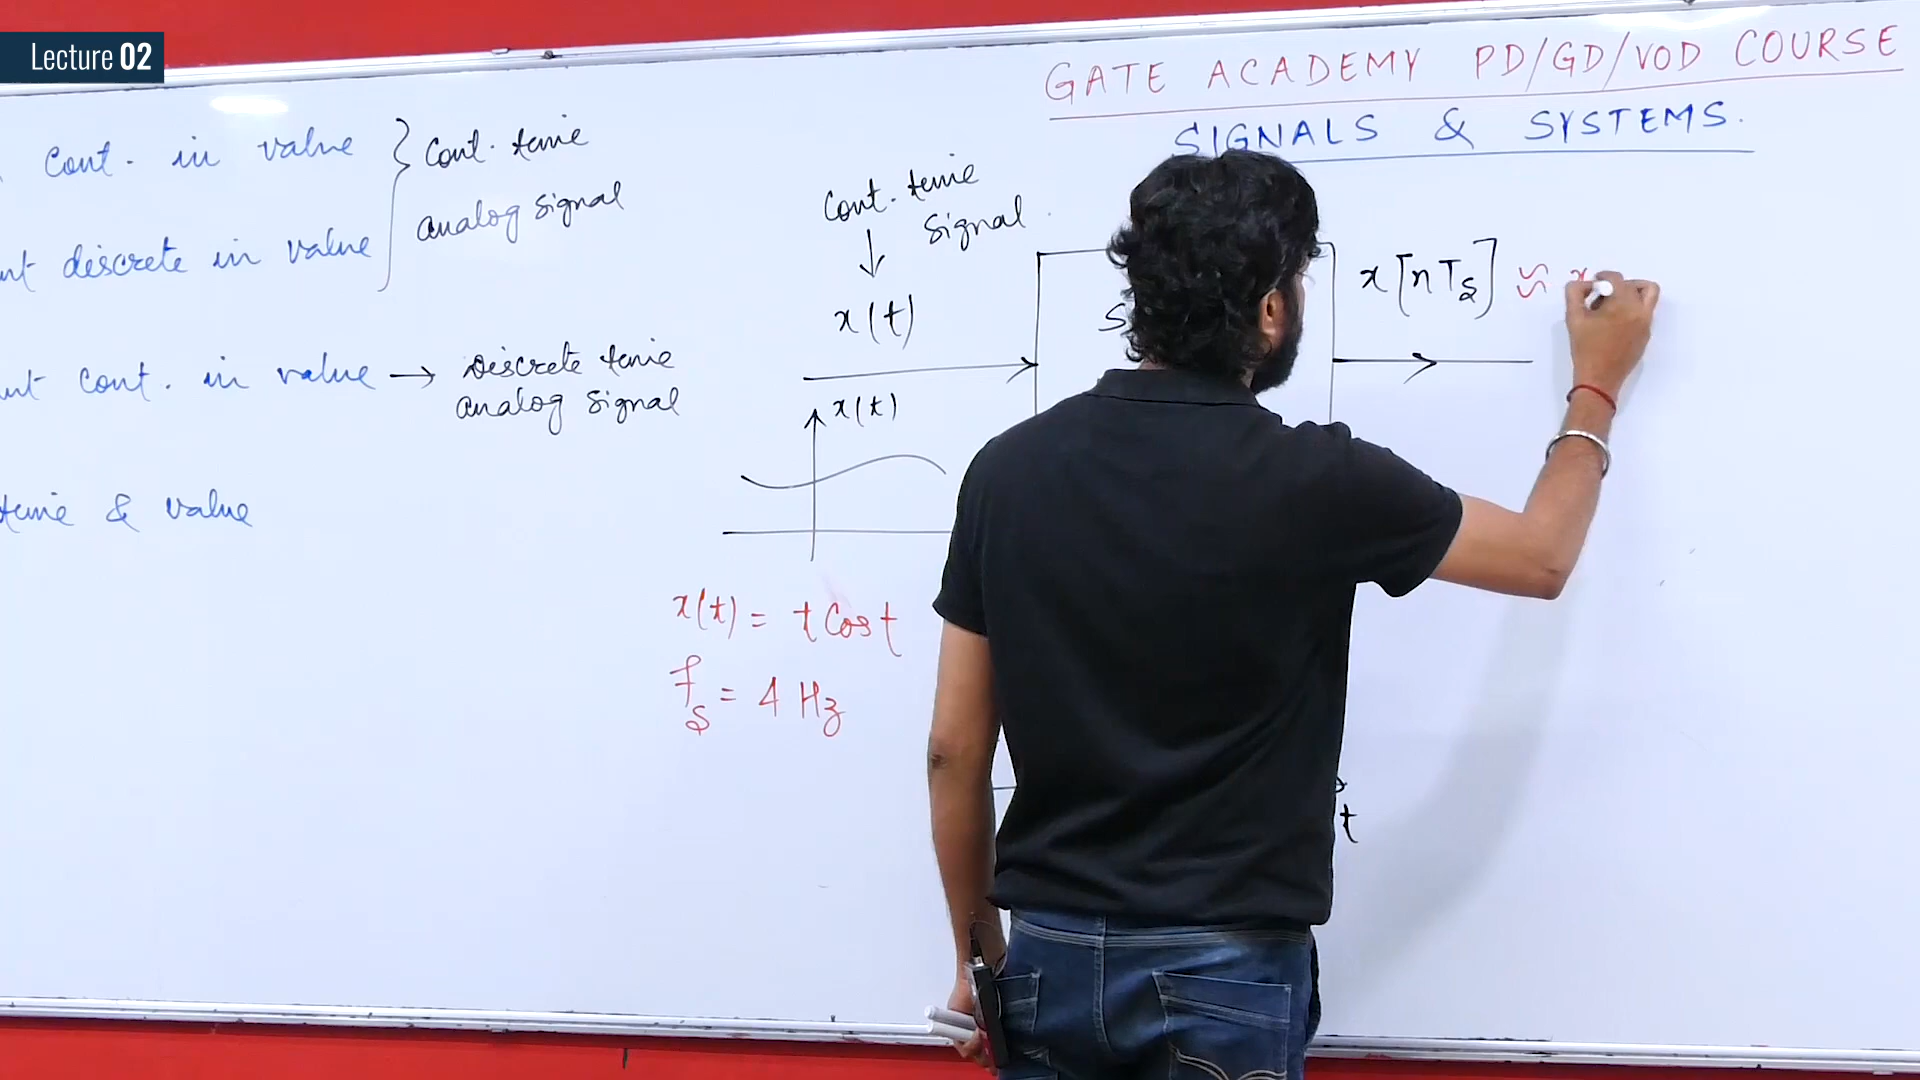 Lecture 02
GATE ACADEMY PD/GD/VOD COURSE
SIGNALS & SYSTEMS.
Cont. in value } Cont. time
discrete in value analog signal
cont. in value → Discrete time
analog signal
time & value
Cont. time
signal
↓
x(t)
x(t)
x[nTs] ≈ x
x(t) = t Cos t
fs = 4 Hz
t